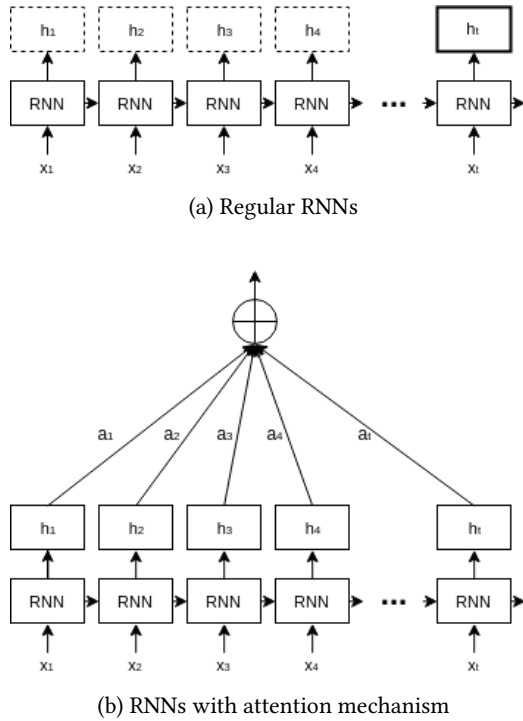 h₁ h₂ h₃ h₄ hₜ
RNN RNN RNN RNN ... RNN
x₁ x₂ x₃ x₄ xₜ
(a) Regular RNNs
a₁ a₂ a₃ a₄ aₜ
h₁ h₂ h₃ h₄ hₜ
RNN RNN RNN RNN ... RNN
x₁ x₂ x₃ x₄ xₜ
(b) RNNs with attention mechanism